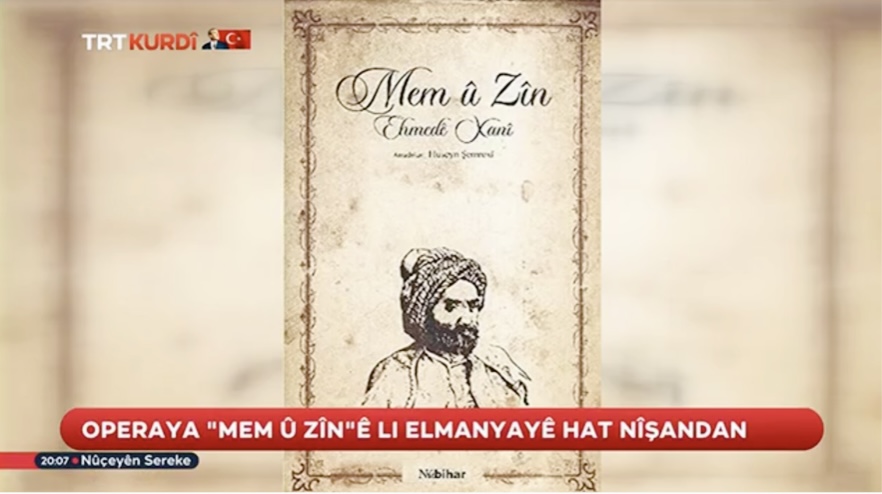 TRT KURDÎ
Mem û Zîn
Ehmedê Xanî
Amadekar: Huseyn Şemrexî
OPERAYA "MEM Û ZÎN"Ê LI ELMANYAYÊ HAT NÎŞANDAN
20:07 Nûçeyên Sereke
Nûbihar